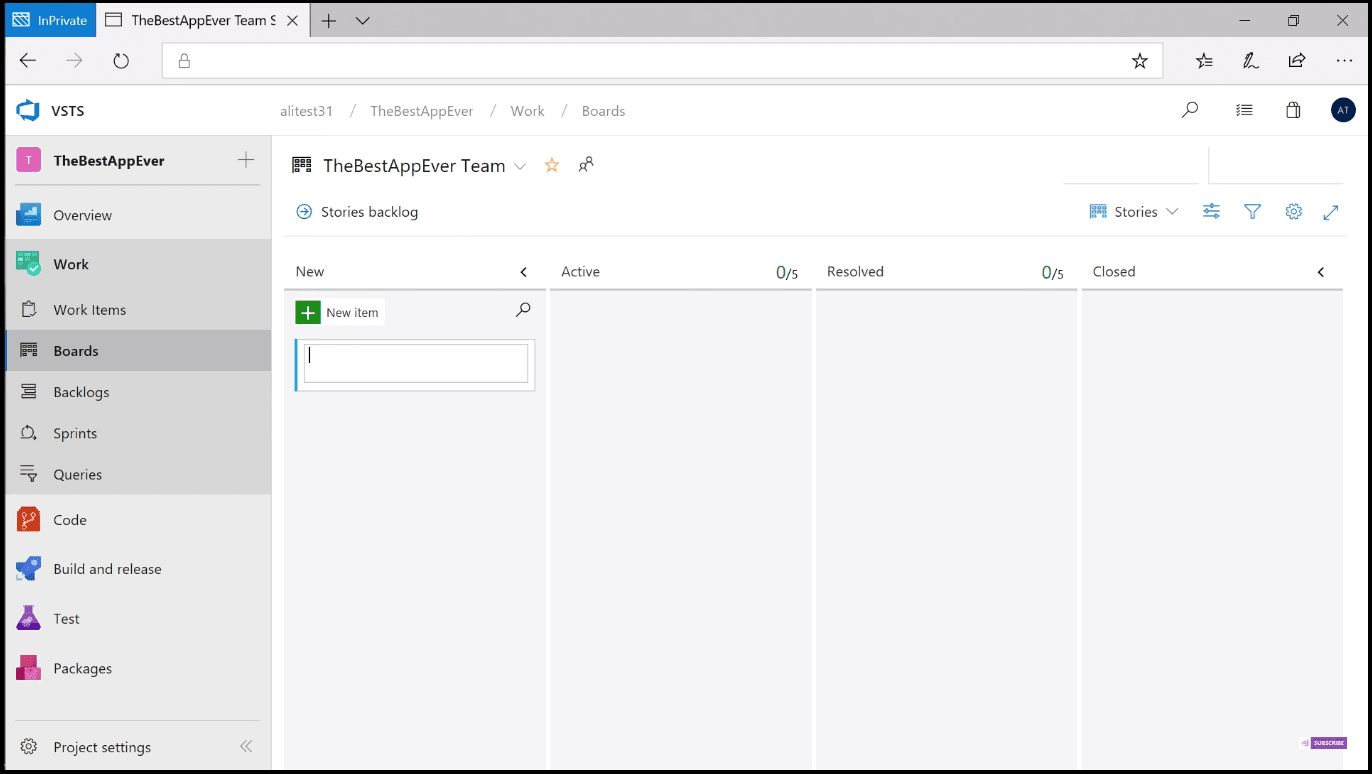 InPrivate
TheBestAppEver Team S
VSTS
alitest31 / TheBestAppEver / Work / Boards
AT
T
TheBestAppEver
TheBestAppEver Team
Overview
Stories backlog
Stories
Work
New
Active
0/5
Resolved
0/5
Closed
Work Items
New item
Boards
Backlogs
Sprints
Queries
Code
Build and release
Test
Packages
Project settings
SUBSCRIBE